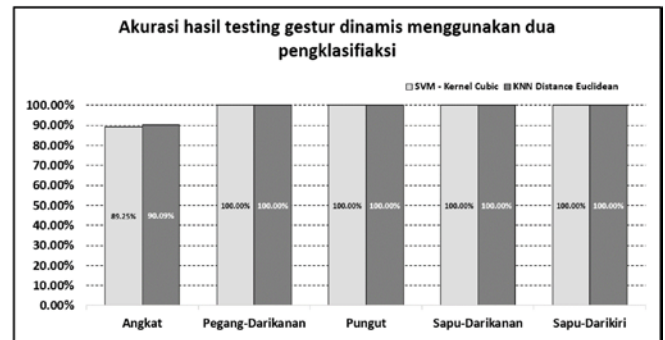 Akurasi hasil testing gestur dinamis menggunakan dua
pengklasifiaksi
SVM - Kernel Cubic KNN Distance Euclidean
100.00%
90.00%
80.00%
70.00%
60.00%
50.00%
40.00%
30.00%
20.00%
10.00%
0.00%
89.25% 90.09% 100.00% 100.00% 100.00% 100.00% 100.00% 100.00% 100.00% 100.00%
Angkat Pegang-Darikanan Pungut Sapu-Darikanan Sapu-Darikiri